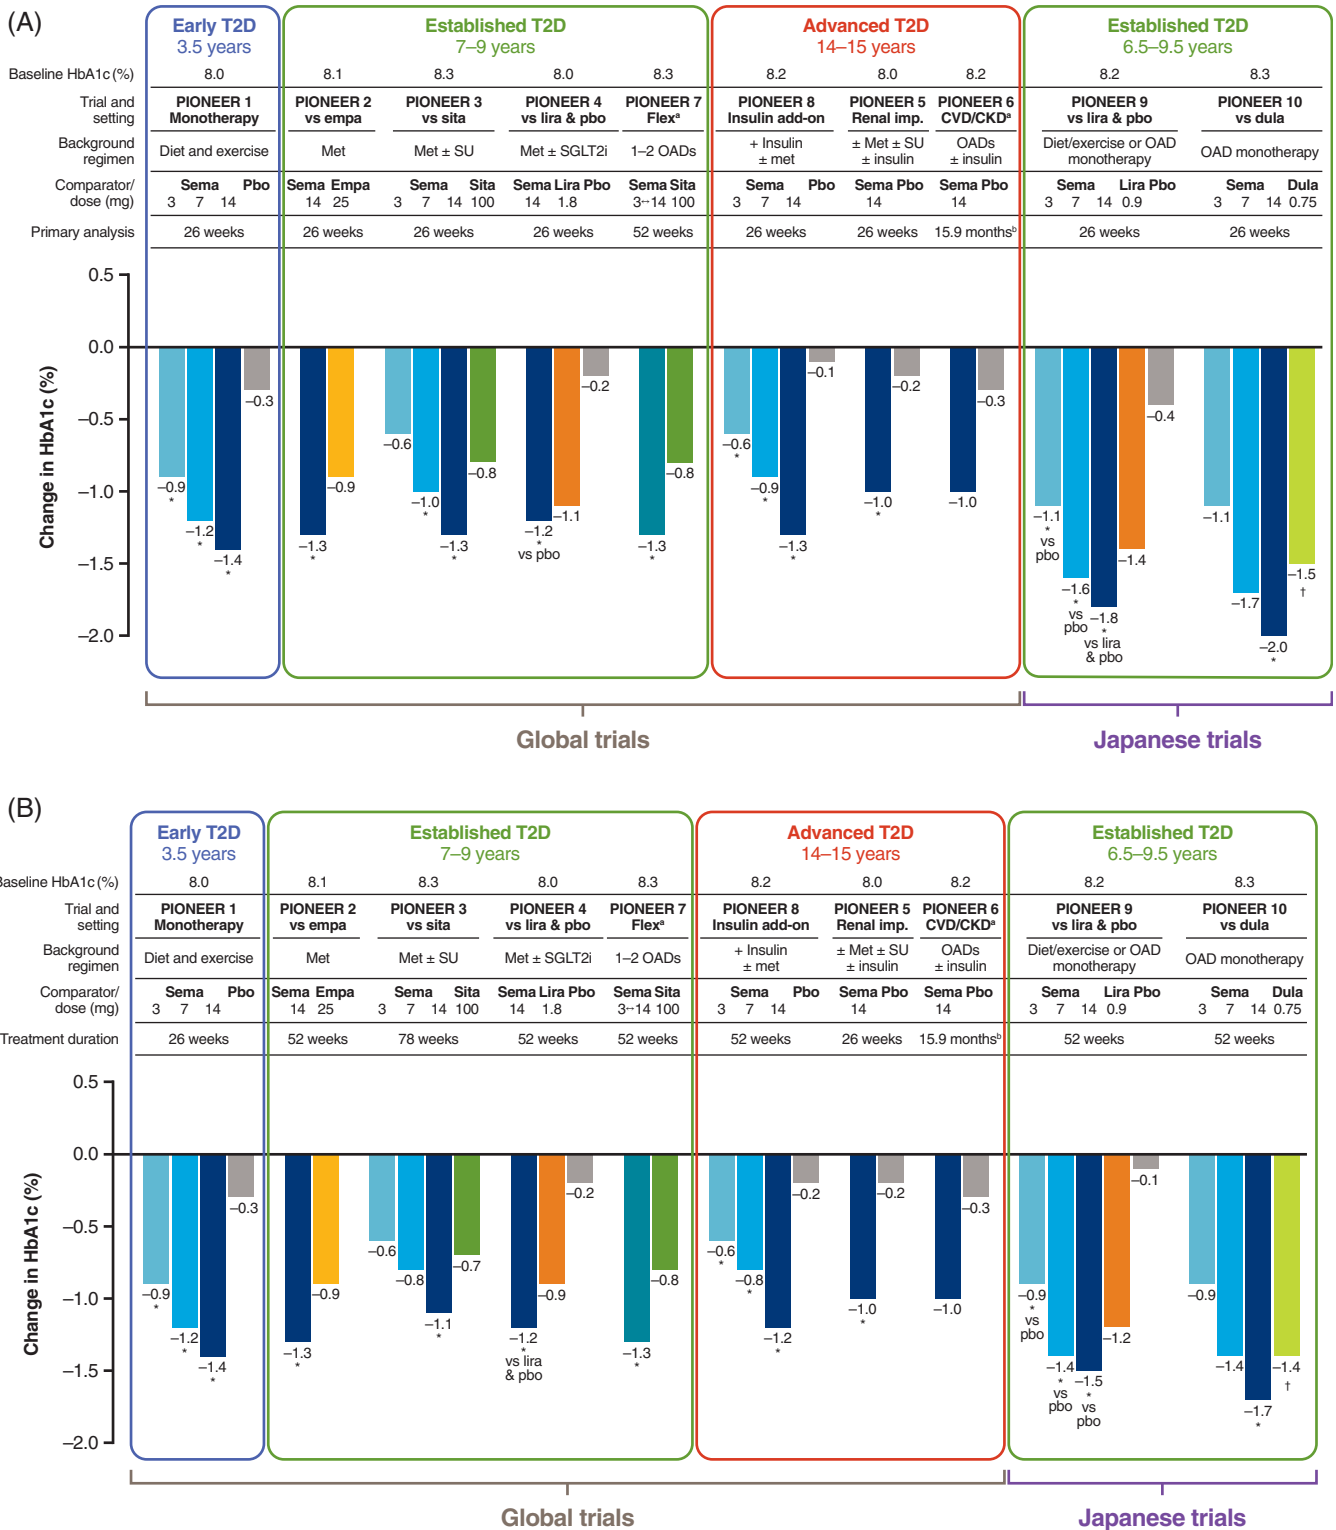 (A)
Early T2D
3.5 years
Established T2D
7–9 years
Advanced T2D
14–15 years
Established T2D
6.5–9.5 years
Baseline HbA1c (%) 8.0 8.1 8.3 8.0 8.3 8.2 8.0 8.2 8.2 8.3
Trial and setting
PIONEER 1 Monotherapy
PIONEER 2 vs empa
PIONEER 3 vs sita
PIONEER 4 vs lira & pbo
PIONEER 7 Flexᵃ
PIONEER 8 Insulin add-on
PIONEER 5 Renal imp.
PIONEER 6 CVD/CKDᵃ
PIONEER 9 vs lira & pbo
PIONEER 10 vs dula
Background regimen
Diet and exercise
Met
Met ± SU
Met ± SGLT2i
1–2 OADs
+ Insulin ± met
± Met ± SU ± insulin
OADs ± insulin
Diet/exercise or OAD monotherapy
OAD monotherapy
Comparator/ dose (mg)
Sema Pbo
3 7 14
Sema Empa
14 25
Sema Sita
3 7 14 100
Sema Lira Pbo
14 1.8
Sema Sita
3↔14 100
Sema Pbo
3 7 14
Sema Pbo
14
Sema Pbo
14
Sema Lira Pbo
3 7 14 0.9
Sema Dula
3 7 14 0.75
Primary analysis 26 weeks 26 weeks 26 weeks 26 weeks 52 weeks 26 weeks 26 weeks 15.9 monthsᵇ 26 weeks 26 weeks
Change in HbA1c (%)
0.5
0.0
–0.5
–1.0
–1.5
–2.0
–0.9
*
–1.2
*
–1.4
*
–0.3
–1.3
*
–0.9
–0.6
–1.0
*
–1.3
*
–0.8
–1.2
*
vs pbo
–1.1
–0.2
–1.3
*
–0.8
–0.6
*
–0.9
*
–1.3
*
–0.1
–1.0
*
–0.2
–1.0
–0.3
–1.1
*
vs
pbo
–1.6
*
vs
pbo
–1.8
*
vs lira
& pbo
–1.4
–0.4
–1.1
–1.7
–2.0
*
–1.5
†
Global trials
Japanese trials
(B)
Early T2D
3.5 years
Established T2D
7–9 years
Advanced T2D
14–15 years
Established T2D
6.5–9.5 years
Baseline HbA1c (%) 8.0 8.1 8.3 8.0 8.3 8.2 8.0 8.2 8.2 8.3
Trial and setting
PIONEER 1 Monotherapy
PIONEER 2 vs empa
PIONEER 3 vs sita
PIONEER 4 vs lira & pbo
PIONEER 7 Flexᵃ
PIONEER 8 Insulin add-on
PIONEER 5 Renal imp.
PIONEER 6 CVD/CKDᵃ
PIONEER 9 vs lira & pbo
PIONEER 10 vs dula
Background regimen
Diet and exercise
Met
Met ± SU
Met ± SGLT2i
1–2 OADs
+ Insulin ± met
± Met ± SU ± insulin
OADs ± insulin
Diet/exercise or OAD monotherapy
OAD monotherapy
Comparator/ dose (mg)
Sema Pbo
3 7 14
Sema Empa
14 25
Sema Sita
3 7 14 100
Sema Lira Pbo
14 1.8
Sema Sita
3↔14 100
Sema Pbo
3 7 14
Sema Pbo
14
Sema Pbo
14
Sema Lira Pbo
3 7 14 0.9
Sema Dula
3 7 14 0.75
Treatment duration 26 weeks 52 weeks 78 weeks 52 weeks 52 weeks 52 weeks 26 weeks 15.9 monthsᵇ 52 weeks 52 weeks
Change in HbA1c (%)
0.5
0.0
–0.5
–1.0
–1.5
–2.0
–0.9
*
–1.2
*
–1.4
*
–0.3
–1.3
*
–0.9
–0.6
–0.8
–1.1
*
–0.7
–1.2
*
vs lira
& pbo
–0.9
–0.2
–1.3
*
–0.8
–0.6
*
–0.8
*
–1.2
*
–0.2
–1.0
*
–0.2
–1.0
–0.3
–0.9
*
vs
pbo
–1.4
*
vs
pbo
–1.5
*
vs
pbo
–1.2
–0.1
–0.9
–1.4
–1.7
*
–1.4
†
Global trials
Japanese trials